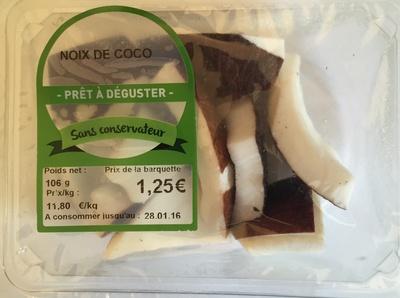 NOIX DE COCO
- PRÊT À DÉGUSTER -
Sans conservateur
Poids net : Prix de la barquette
106 g
Prix/kg : 1,25€
11,80 €/kg
A consommer jusqu'au : 28.01.16